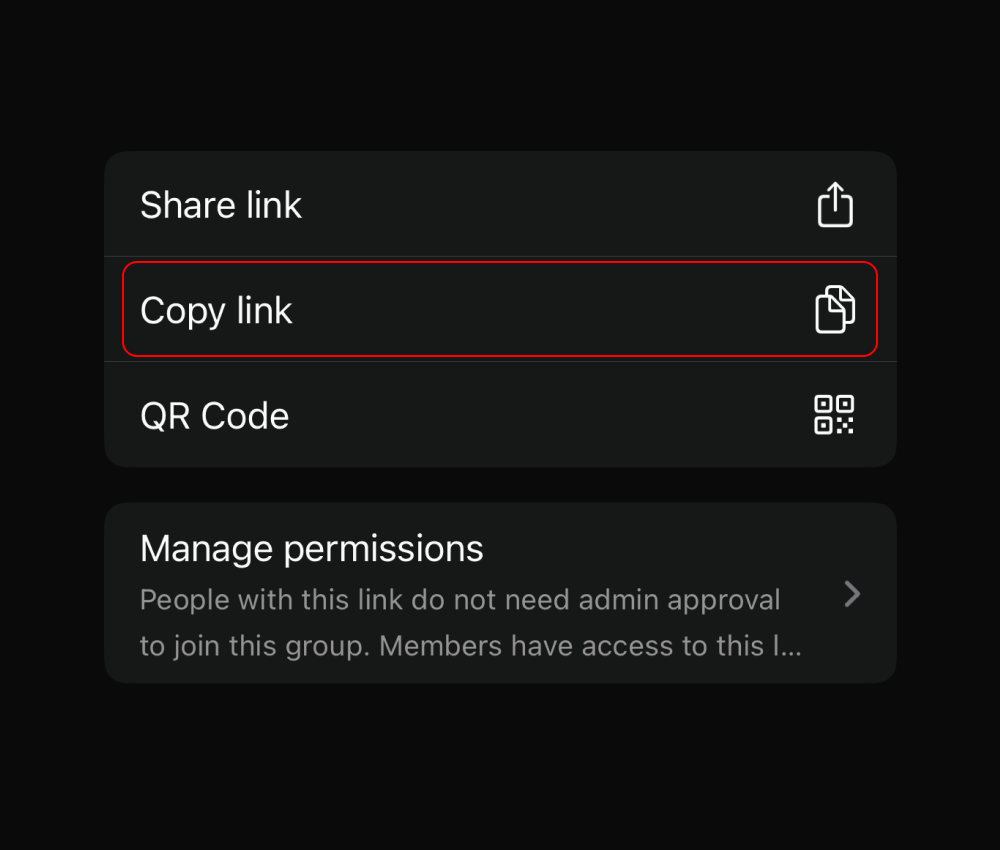 Share link
Copy link
QR Code
Manage permissions
People with this link do not need admin approval
to join this group. Members have access to this l...